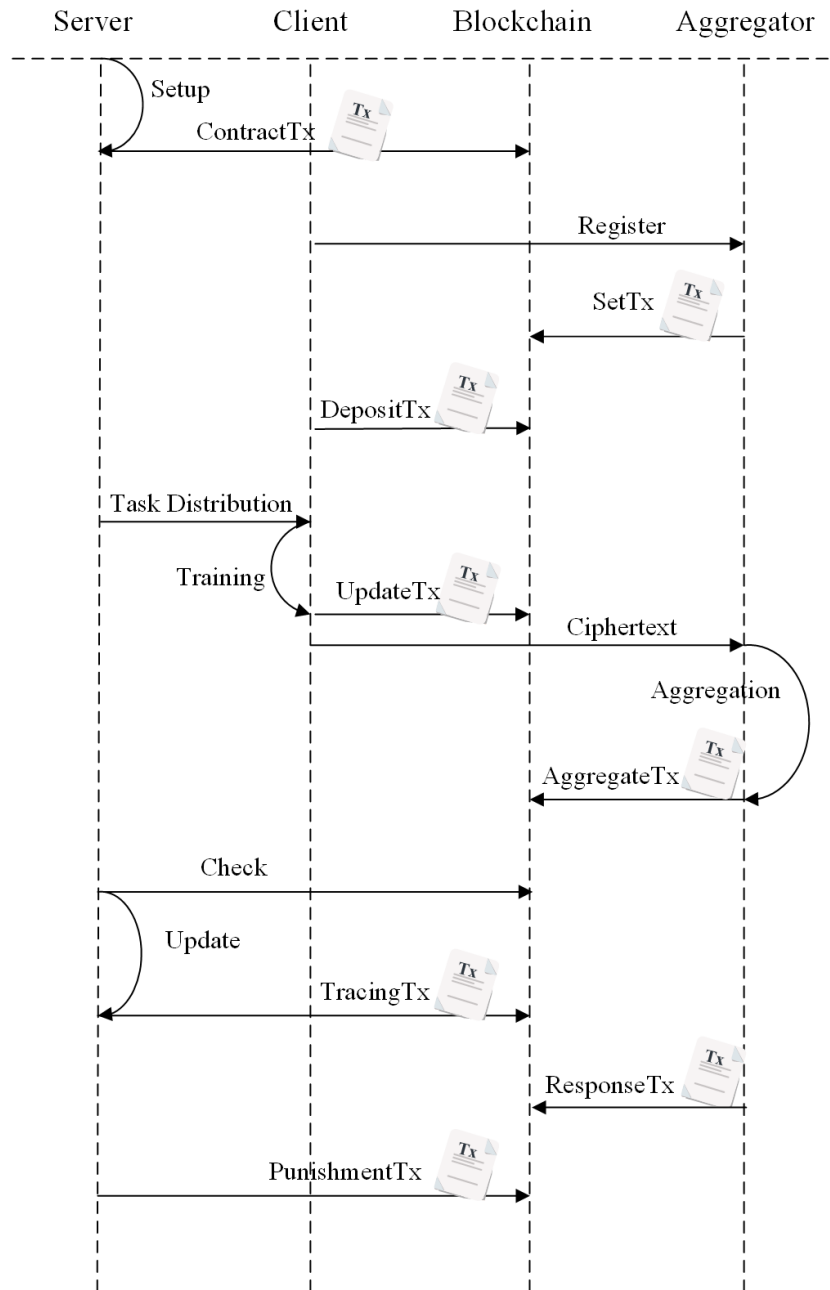 Server Client Blockchain Aggregator
Setup
Tx
ContractTx
Register
Tx
SetTx
Tx
DepositTx
Task Distribution
Tx
Training
UpdateTx
Ciphertext
Aggregation
Tx
AggregateTx
Check
Update
Tx
TracingTx
Tx
ResponseTx
Tx
PunishmentTx